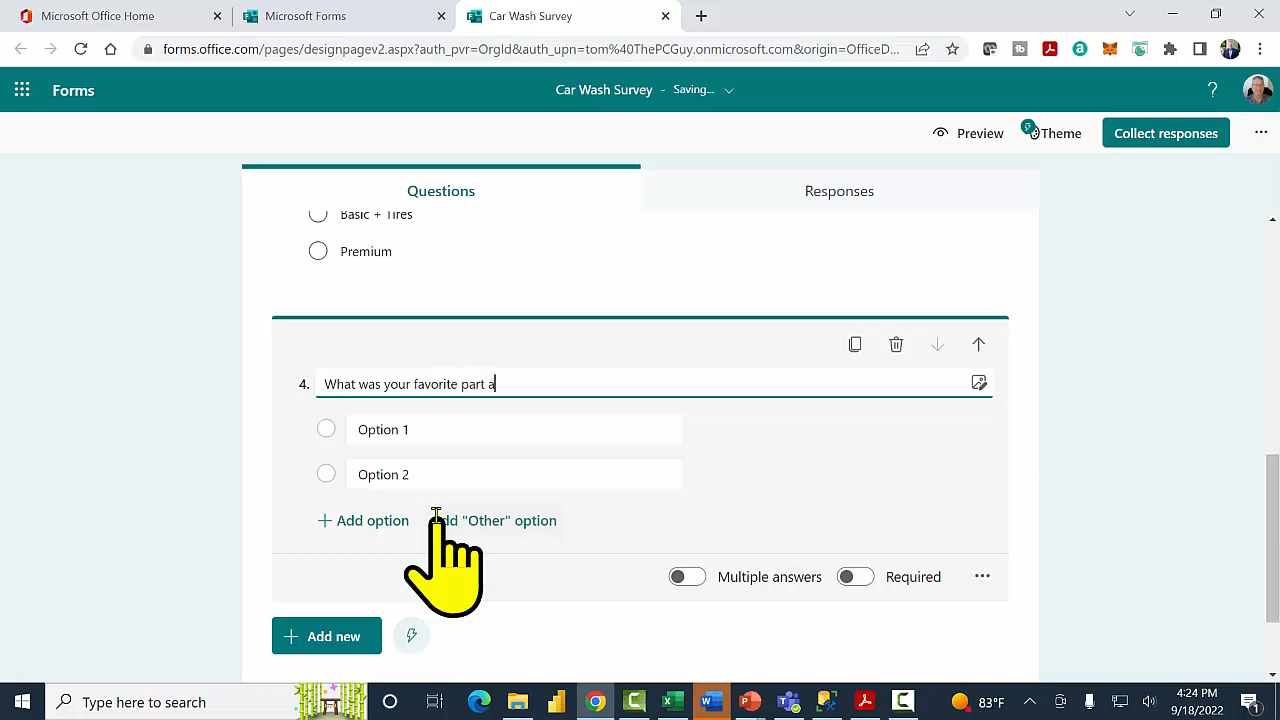 Microsoft Office Home
Microsoft Forms
Car Wash Survey
forms.office.com/pages/designpagev2.aspx?auth_pvr=OrgId&auth_upn=tom%40ThePCGuy.onmicrosoft.com&origin=OfficeD...
Forms
Car Wash Survey - Saving...
?
Preview
Theme
Collect responses
Questions
Responses
Basic + Tires
Premium
4. What was your favorite part a
Option 1
Option 2
Add option
"Other" option
Multiple answers
Required
Add new
Type here to search
83°F
4:24 PM
9/18/2022
1